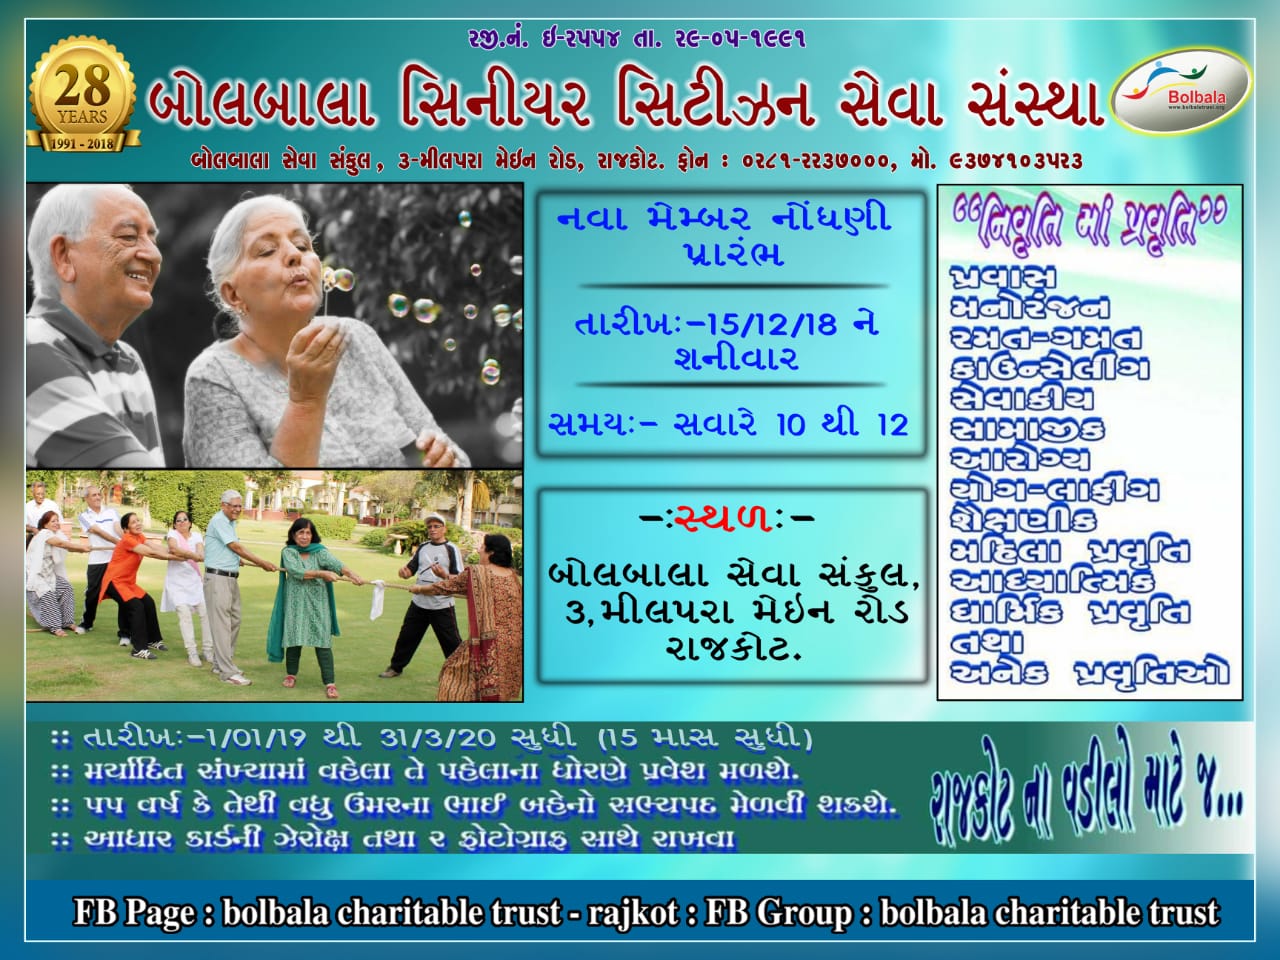 રજી.નં. ઇ-૨૫૫૪ તા. ૨૯-૦૫-૧૯૯૧
28
YEARS
1991 - 2018
બોલબાલા સિનીયર સિટીઝન સેવા સંસ્થા
Bolbala
www.bolbalatrust.org
બોલબાલા સેવા સંકુલ, ૩-મીલપરા મેઇન રોડ, રાજકોટ. ફોન : ૦૨૮૧-૨૨૩૭૦૦૦, મો. ૯૩૭૪૧૦૩૫૨૩
નવા મેમ્બર નોંધણી
પ્રારંભ
તારીખઃ-15/12/18 ને
શનીવાર
સમયઃ- સવારે 10 થી 12
-:સ્થળઃ-
બોલબાલા સેવા સંકુલ,
૩,મીલપરા મેઇન રોડ
રાજકોટ.
“નિવૃતિ માં પ્રવૃતિ”
પ્રવાસ
મનોરંજન
રમત-ગમત
કાઉન્સેલીંગ
સેવાકીય
સામાજીક
આરોગ્ય
યોગ-લાફીંગ
શૈક્ષણીક
મહિલા પ્રવૃતિ
આધ્યાત્મિક
ધાર્મિક પ્રવૃતિ
તથા
અનેક પ્રવૃતિઓ
:: તારીખઃ-1/01/19 થી 31/3/20 સુધી (15 માસ સુધી)
:: મર્યાદિત સંખ્યામાં વહેલા તે પહેલાના ધોરણે પ્રવેશ મળશે.
:: ૫૫ વર્ષ કે તેથી વધુ ઉંમરના ભાઈ બહેનો સભ્યપદ મેળવી શકશે.
:: આધાર કાર્ડની ઝેરોક્ષ તથા ૨ ફોટોગ્રાફ સાથે રાખવા
રાજકોટ ના વડીલો માટે જ...
FB Page : bolbala charitable trust - rajkot : FB Group : bolbala charitable trust